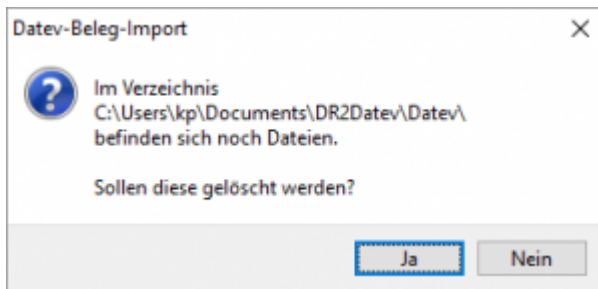 Datev-Beleg-Import
Im Verzeichnis
C:\Users\kp\Documents\DR2Datev\Datev\
befinden sich noch Dateien.
Sollen diese gelöscht werden?
Ja
Nein